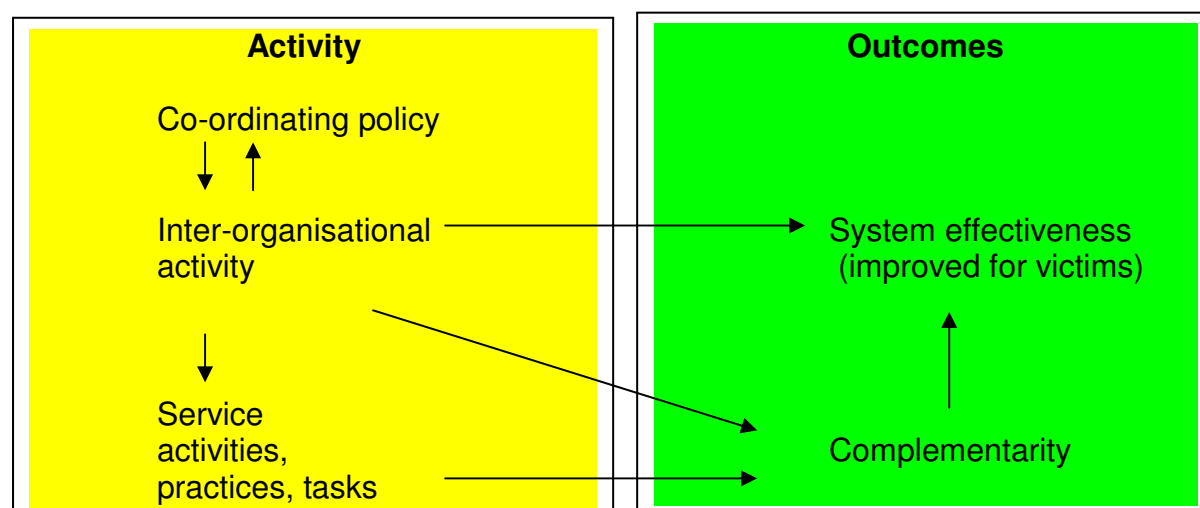 Activity
Co-ordinating policy
Inter-organisational
activity
Service
activities,
practices, tasks
Outcomes
System effectiveness
(improved for victims)
Complementarity